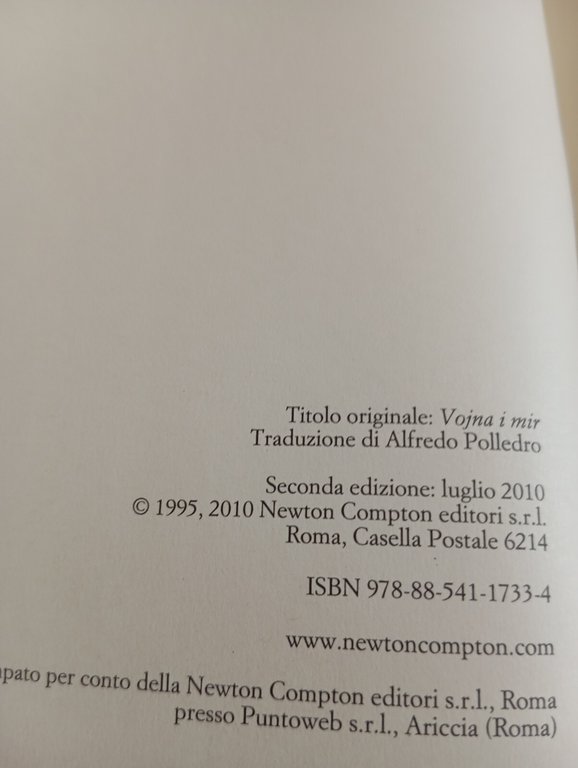 Titolo originale: Vojna i mir
Traduzione di Alfredo Polledro
Seconda edizione: luglio 2010
© 1995, 2010 Newton Compton editori s.r.l.
Roma, Casella Postale 6214
ISBN 978-88-541-1733-4
www.newtoncompton.com
per conto della Newton Compton editori s.r.l., Roma
presso Puntoweb s.r.l., Ariccia (Roma)